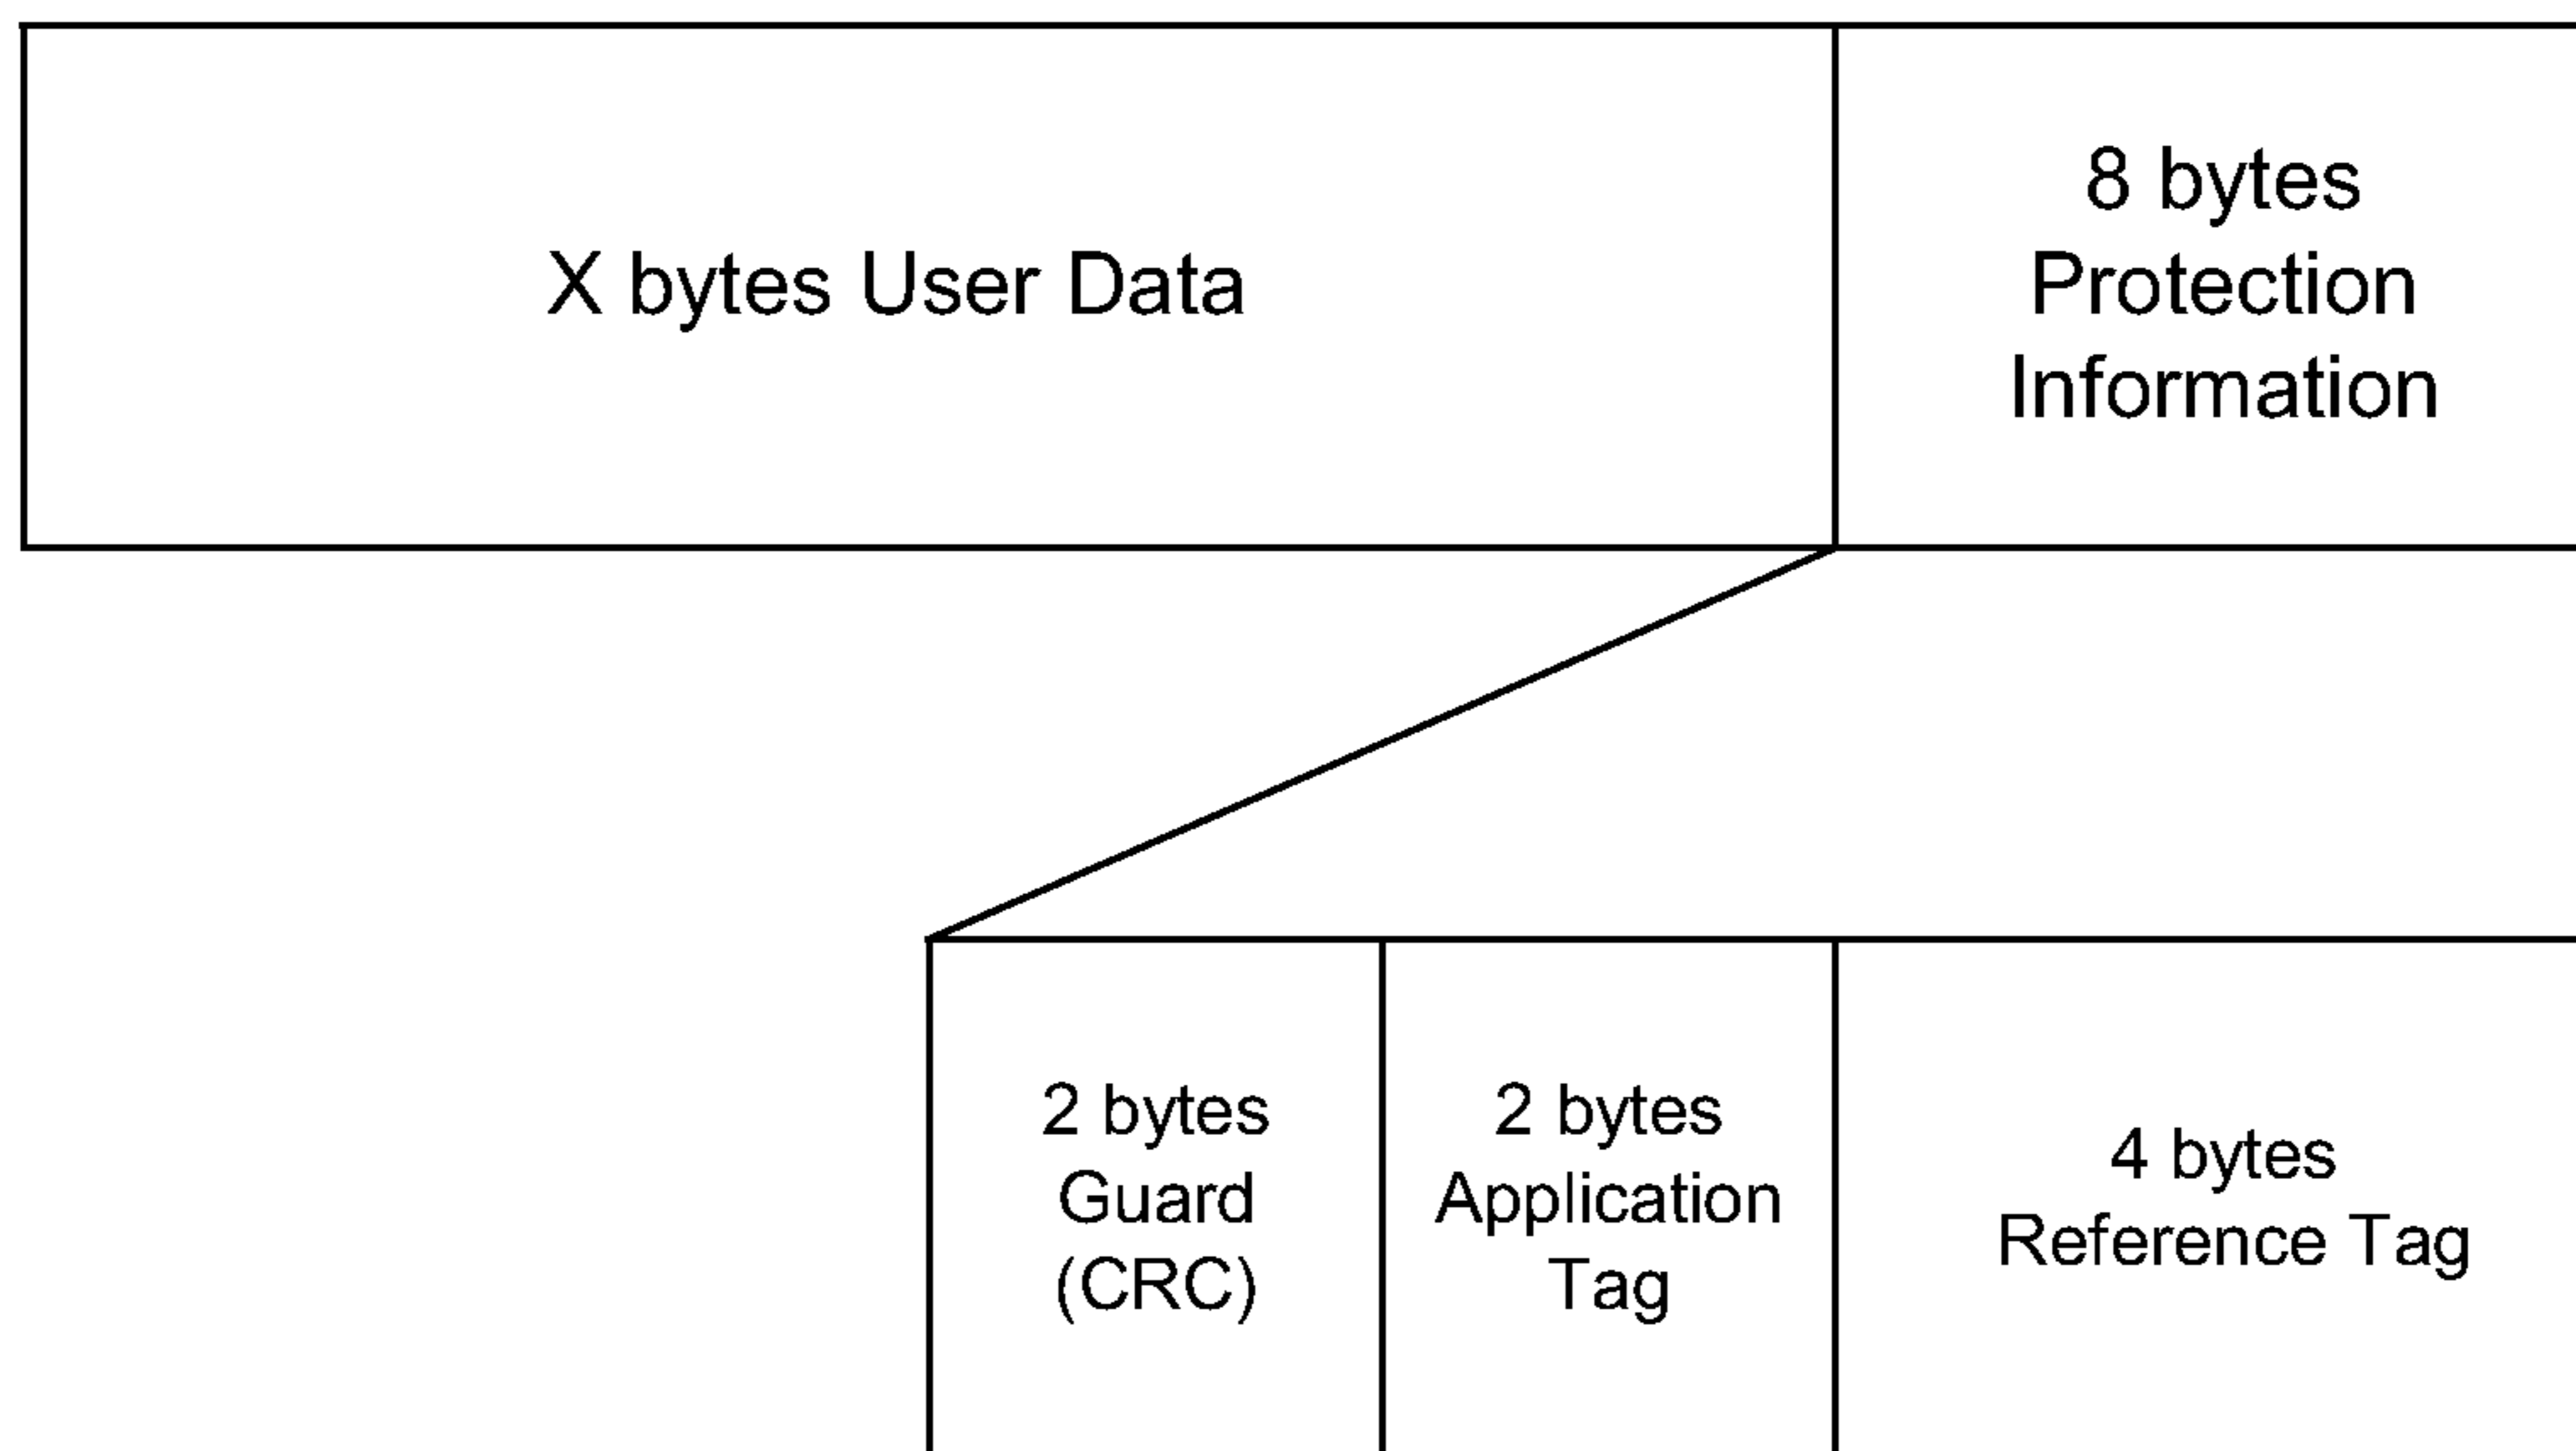 X bytes User Data
8 bytes
Protection
Information
2 bytes
Guard
(CRC)
2 bytes
Application
Tag
4 bytes
Reference Tag